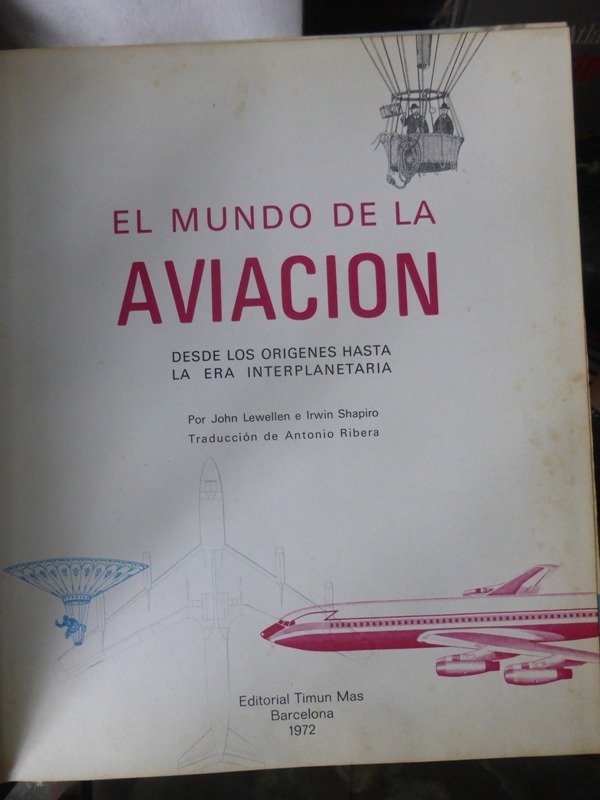 EL MUNDO DE LA
AVIACION
DESDE LOS ORIGENES HASTA
LA ERA INTERPLANETARIA
Por John Lewellen e Irwin Shapiro
Traducción de Antonio Ribera
Editorial Timun Mas
Barcelona
1972